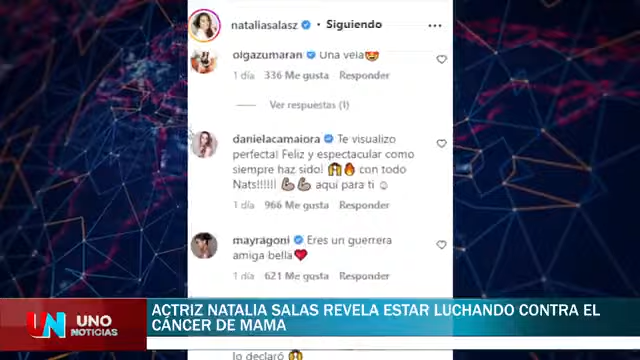 nataliasalasz • Siguiendo
olgazumaran Una vela😍
1 día 336 Me gusta Responder
Ver respuestas (1)
danielacamaiora Te visualizo
perfecta! Feliz y espectacular como
siempre haz sido! 🙌🔥 con todo
Nats!!!!!! 💪💪 aquí para ti ☺
1 día 966 Me gusta Responder
mayragoni Eres un guerrera
amiga bella❤
1 día 621 Me gusta Responder
UN UNO
NOTICIAS
ACTRIZ NATALIA SALAS REVELA ESTAR LUCHANDO CONTRA EL
CÁNCER DE MAMA
lo declaró